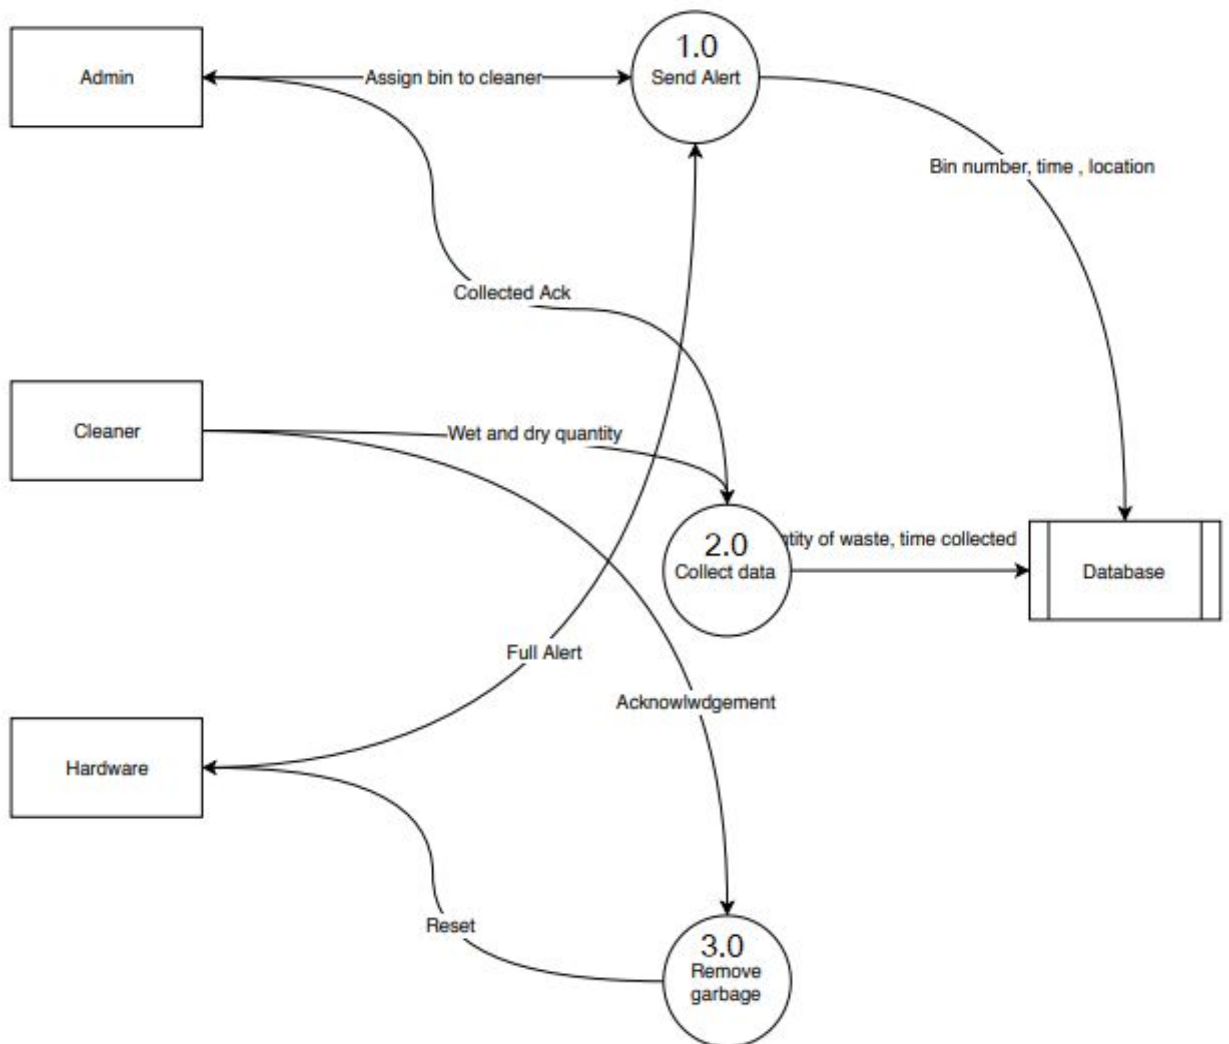 Admin
1.0
Send Alert
Assign bin to cleaner
Bin number, time , location
Collected Ack
Cleaner
Wet and dry quantity
2.0
Collect data
of waste, time collected
Database
Full Alert
Acknowlwdgement
Hardware
Reset
3.0
Remove
garbage